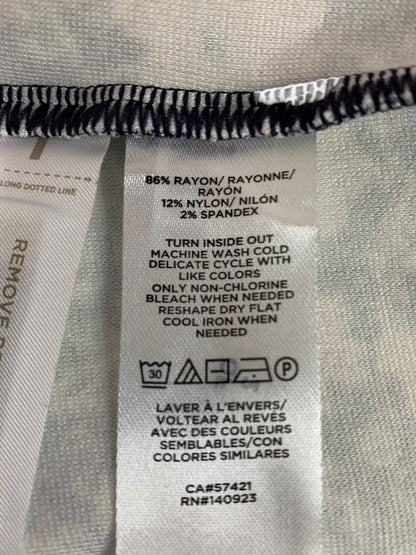 86% RAYON/ RAYONNE/
RAYÓN
12% NYLON/ NILÓN
2% SPANDEX
TURN INSIDE OUT
MACHINE WASH COLD
DELICATE CYCLE WITH
LIKE COLORS
ONLY NON-CHLORINE
BLEACH WHEN NEEDED
RESHAPE DRY FLAT
COOL IRON WHEN
NEEDED
30 P
LAVER À L'ENVERS/
VOLTEAR AL REVÉS
AVEC DES COULEURS
SEMBLABLES/CON
COLORES SIMILARES
CA#57421
RN#140923
LONG DOTTED LINE
REMOVE